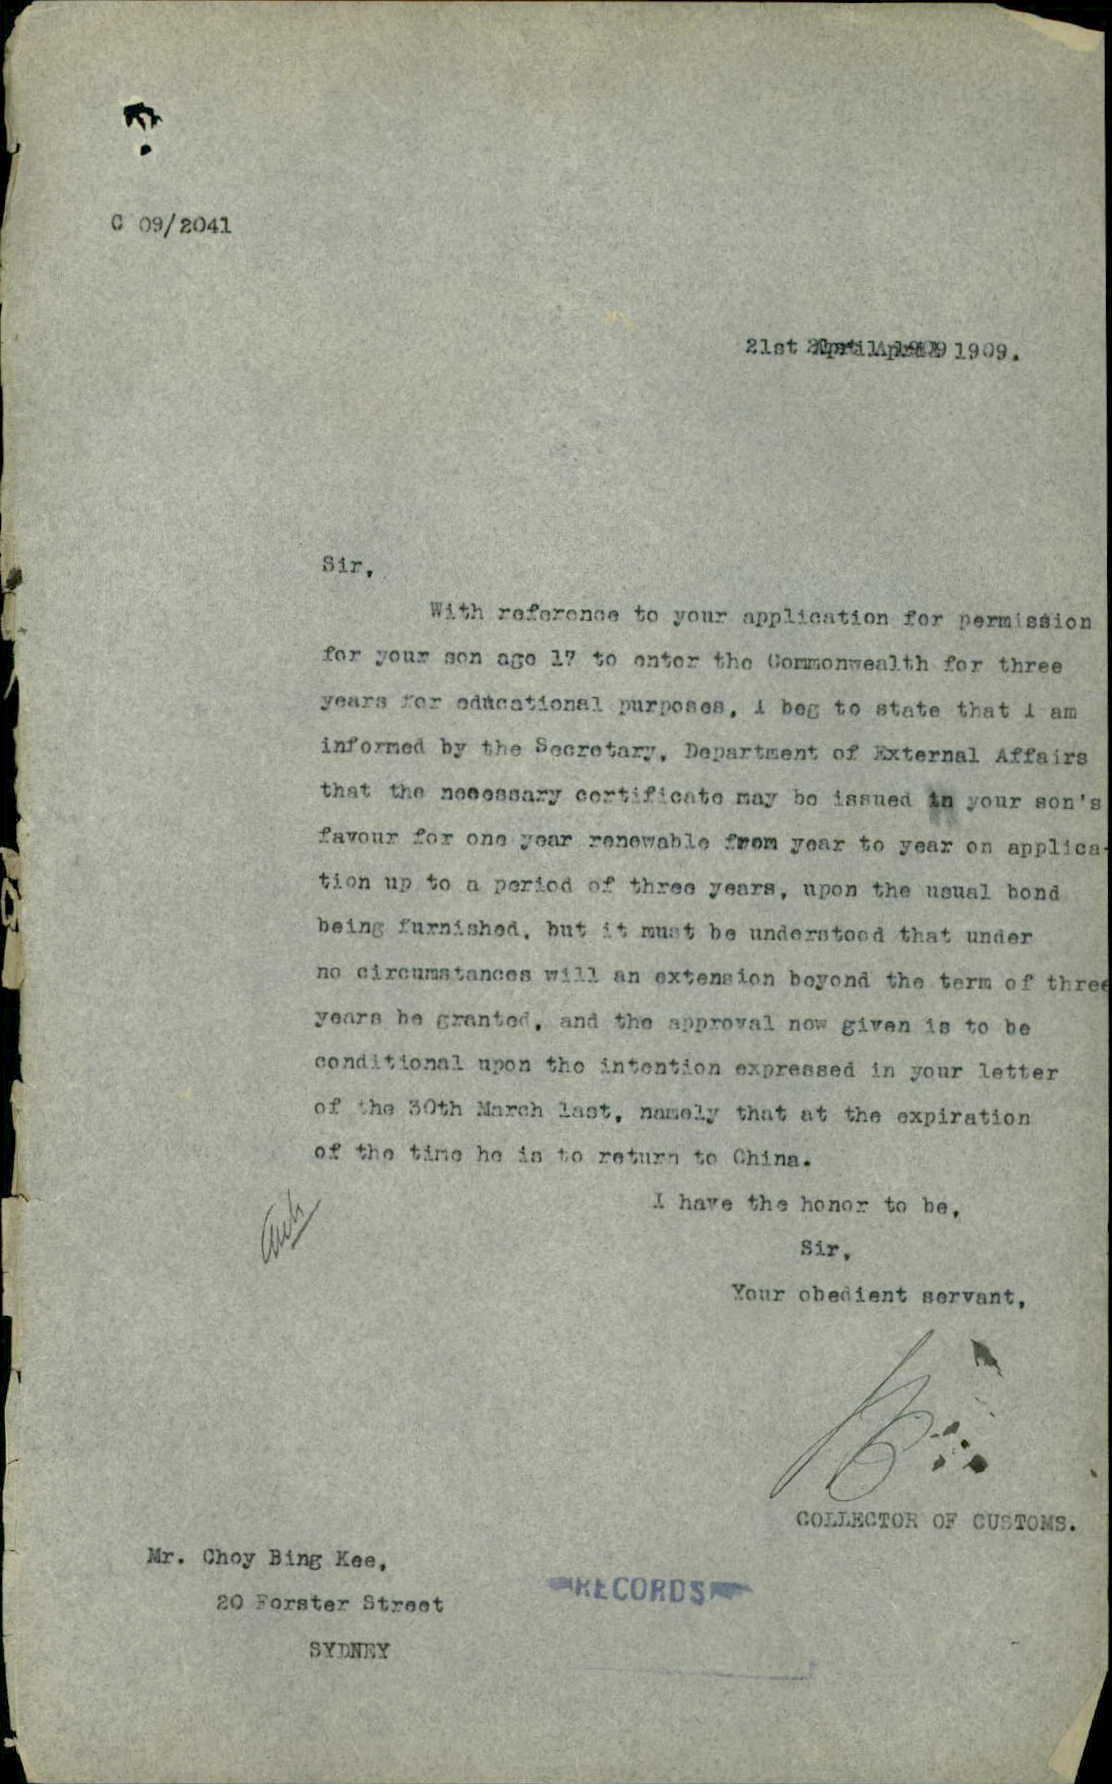 C 09/2041
21st April 1909.
Sir,
With reference to your application for permission
for your son age 17 to enter the Commonwealth for three
years for educational purposes, I beg to state that I am
informed by the Secretary, Department of External Affairs
that the necessary certificate may be issued in your son's
favour for one year renewable from year to year on applica-
tion up to a period of three years, upon the usual bond
being furnished, but it must be understood that under
no circumstances will an extension beyond the term of three
years be granted, and the approval now given is to be
conditional upon the intention expressed in your letter
of the 30th March last, namely that at the expiration
of the time he is to return to China.
I have the honor to be,
Sir,
Your obedient servant,
COLLECTOR OF CUSTOMS.
Mr. Choy Bing Kee,
20 Forster Street
SYDNEY
RECORDS